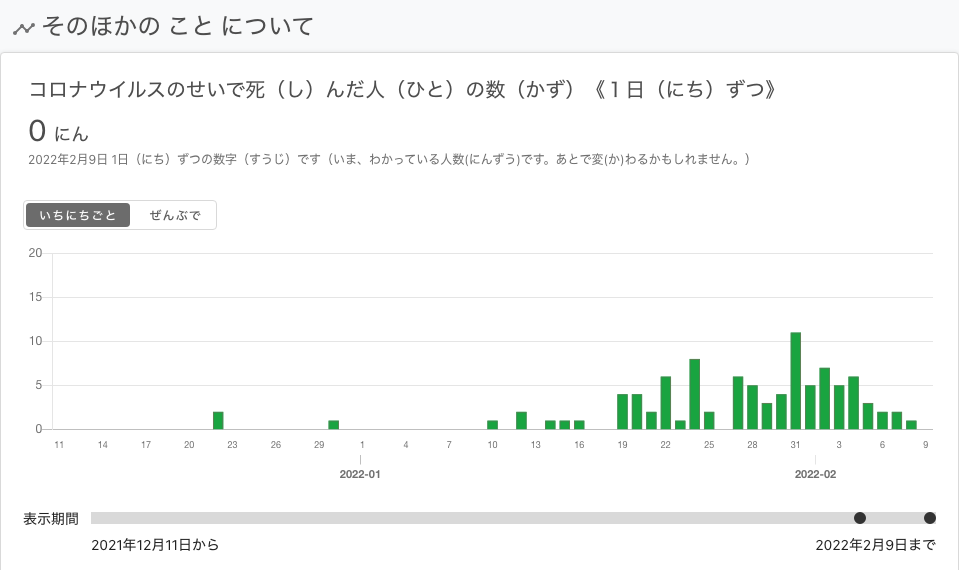 そのほかの こと について
コロナウイルスのせいで死（し）んだ人（ひと）の数（かず）《１日（にち）ずつ》
0 にん
2022年2月9日 1日（にち）ずつの数字（すうじ）です（いま、わかっている人数(にんずう)です。あとで変(か)わるかもしれません。）
いちにちごと ぜんぶで
20
15
10
5
0
11 14 17 20 23 26 29 1 4 7 10 13 16 19 22 25 28 31 3 6 9
2022-01 2022-02
表示期間
2021年12月11日から 2022年2月9日まで